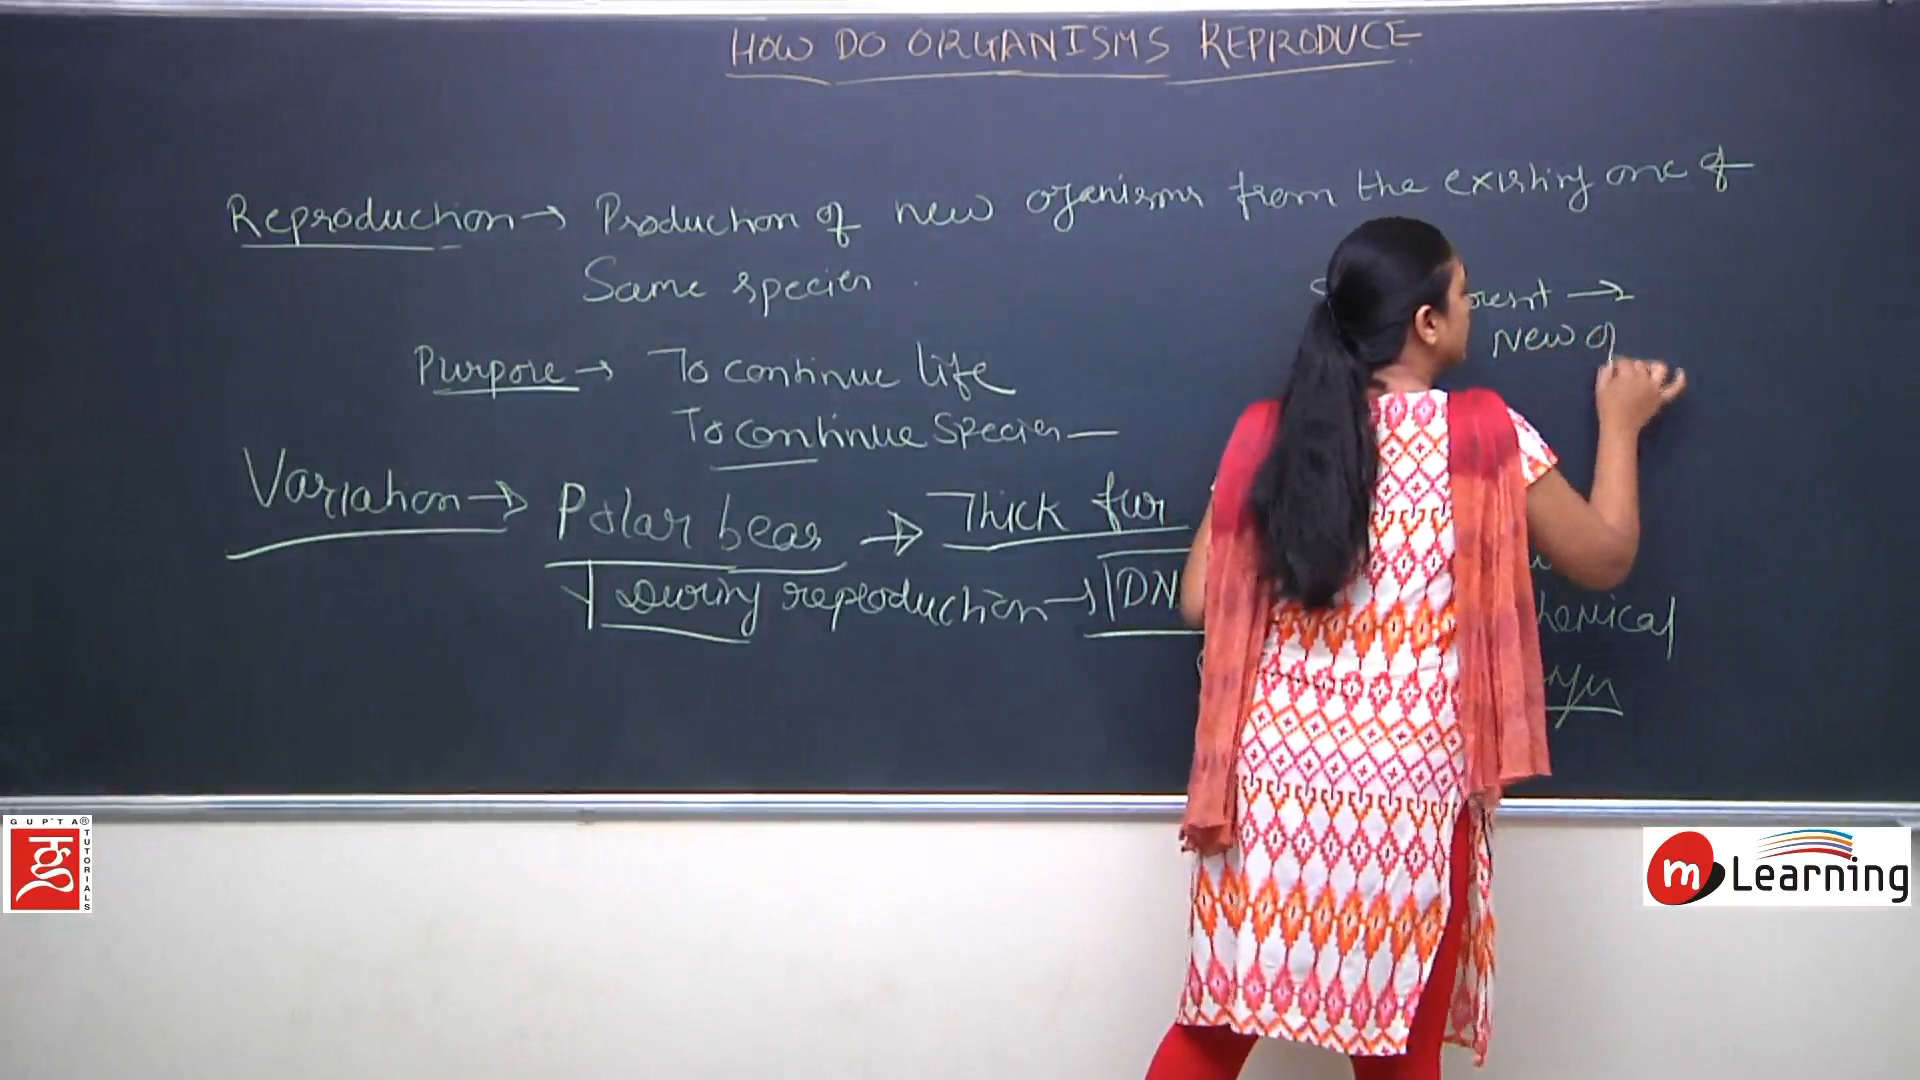 HOW DO ORGANISMS REPRODUCE
Reproduction → Production of new organisms from the existing one of
Same species.
→
New
Purpose → To continue life
To continue Species —
Variation → Polar bear → Thick fur
During reproduction → DN
hemical
GUPTA®
TUTORIALS
m Learning